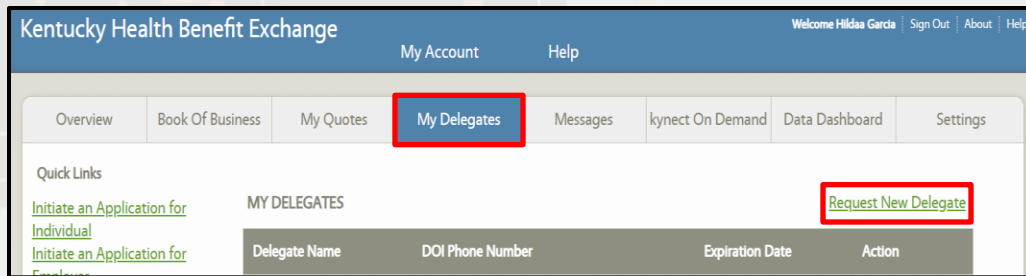 Kentucky Health Benefit Exchange
Welcome Hildaa Garcia Sign Out About Help
My Account Help
Overview Book Of Business My Quotes My Delegates Messages kynect On Demand Data Dashboard Settings
Quick Links
Initiate an Application for
Individual
Initiate an Application for
MY DELEGATES
Request New Delegate
Delegate Name DOI Phone Number Expiration Date Action